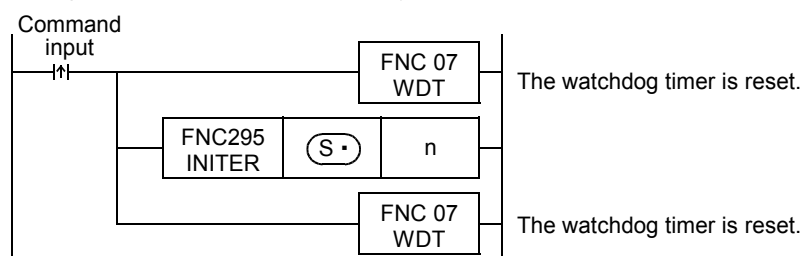 Command
input
FNC 07
WDT
The watchdog timer is reset.
FNC295
INITER
S·
n
FNC 07
WDT
The watchdog timer is reset.